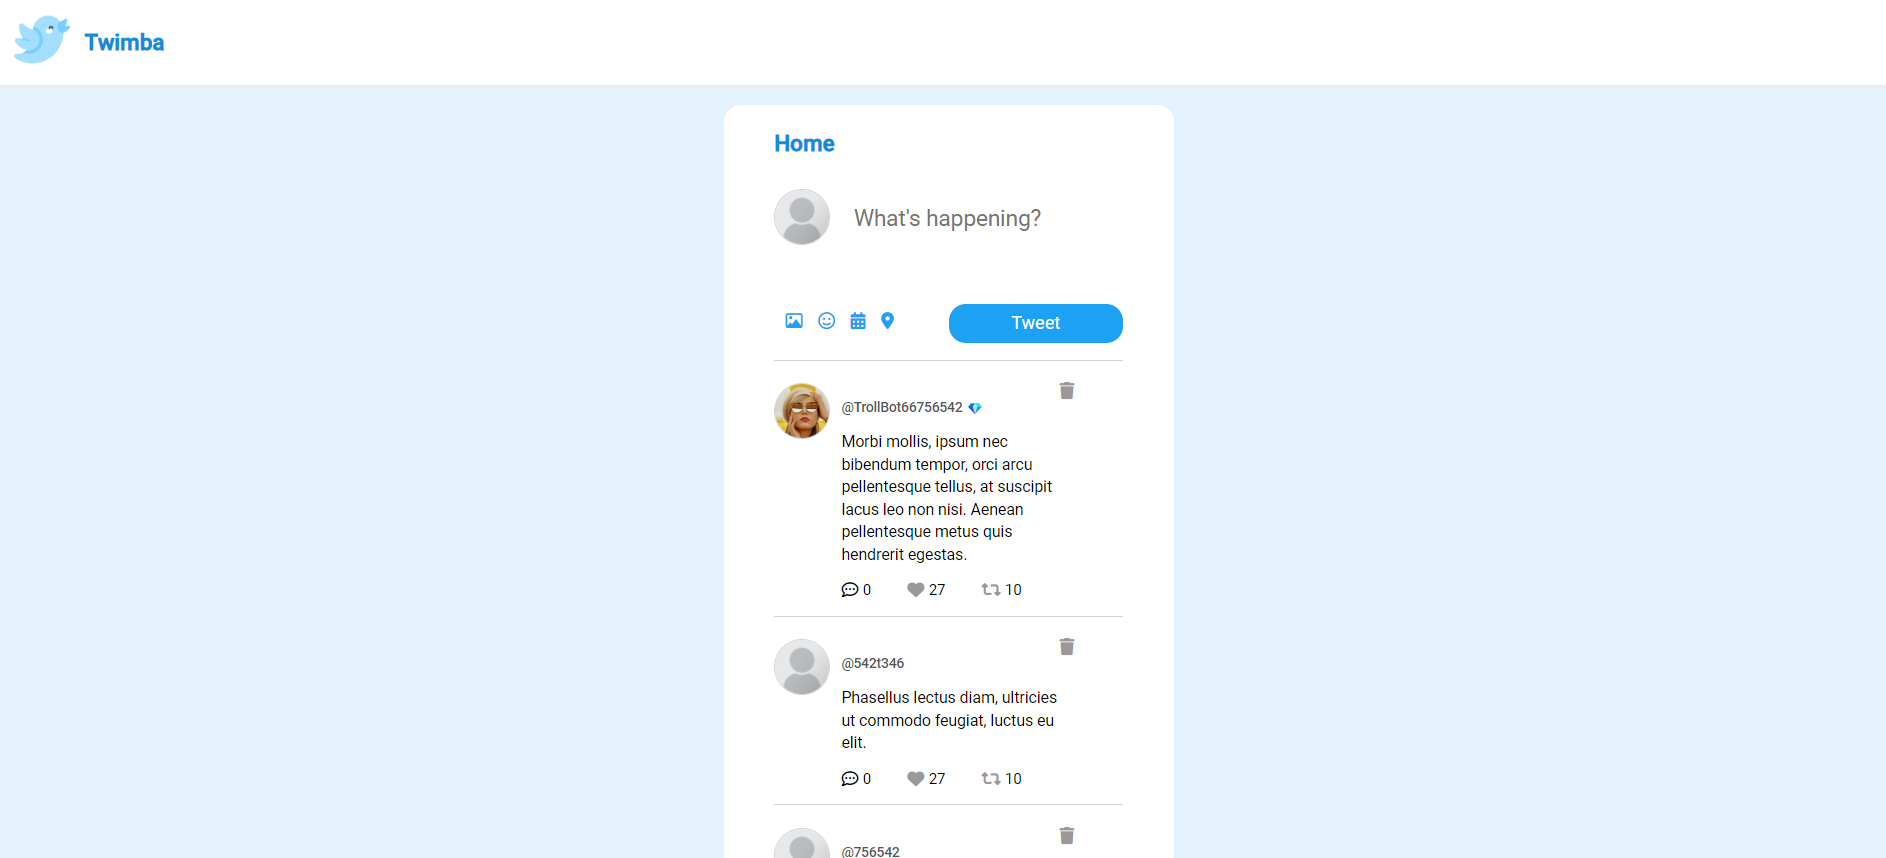 Twimba
Home
What's happening?
Tweet
@TrollBot66756542
Morbi mollis, ipsum nec
bibendum tempor, orci arcu
pellentesque tellus, at suscipit
lacus leo non nisi. Aenean
pellentesque metus quis
hendrerit egestas.
0 27 10
@542t346
Phasellus lectus diam, ultricies
ut commodo feugiat, luctus eu
elit.
0 27 10
@756542